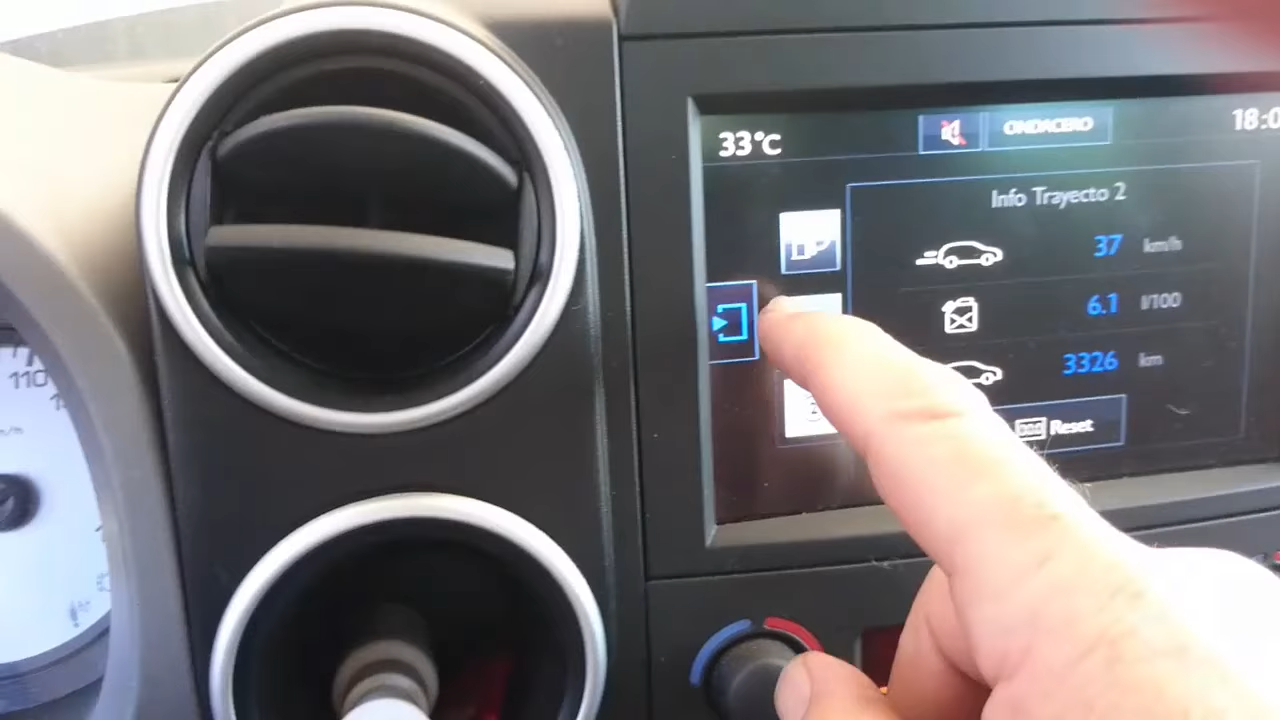 33°C
ONDACERO
18:0
Info Trayecto 2
37 km/h
6.1 l/100
3326 km
Reset
110